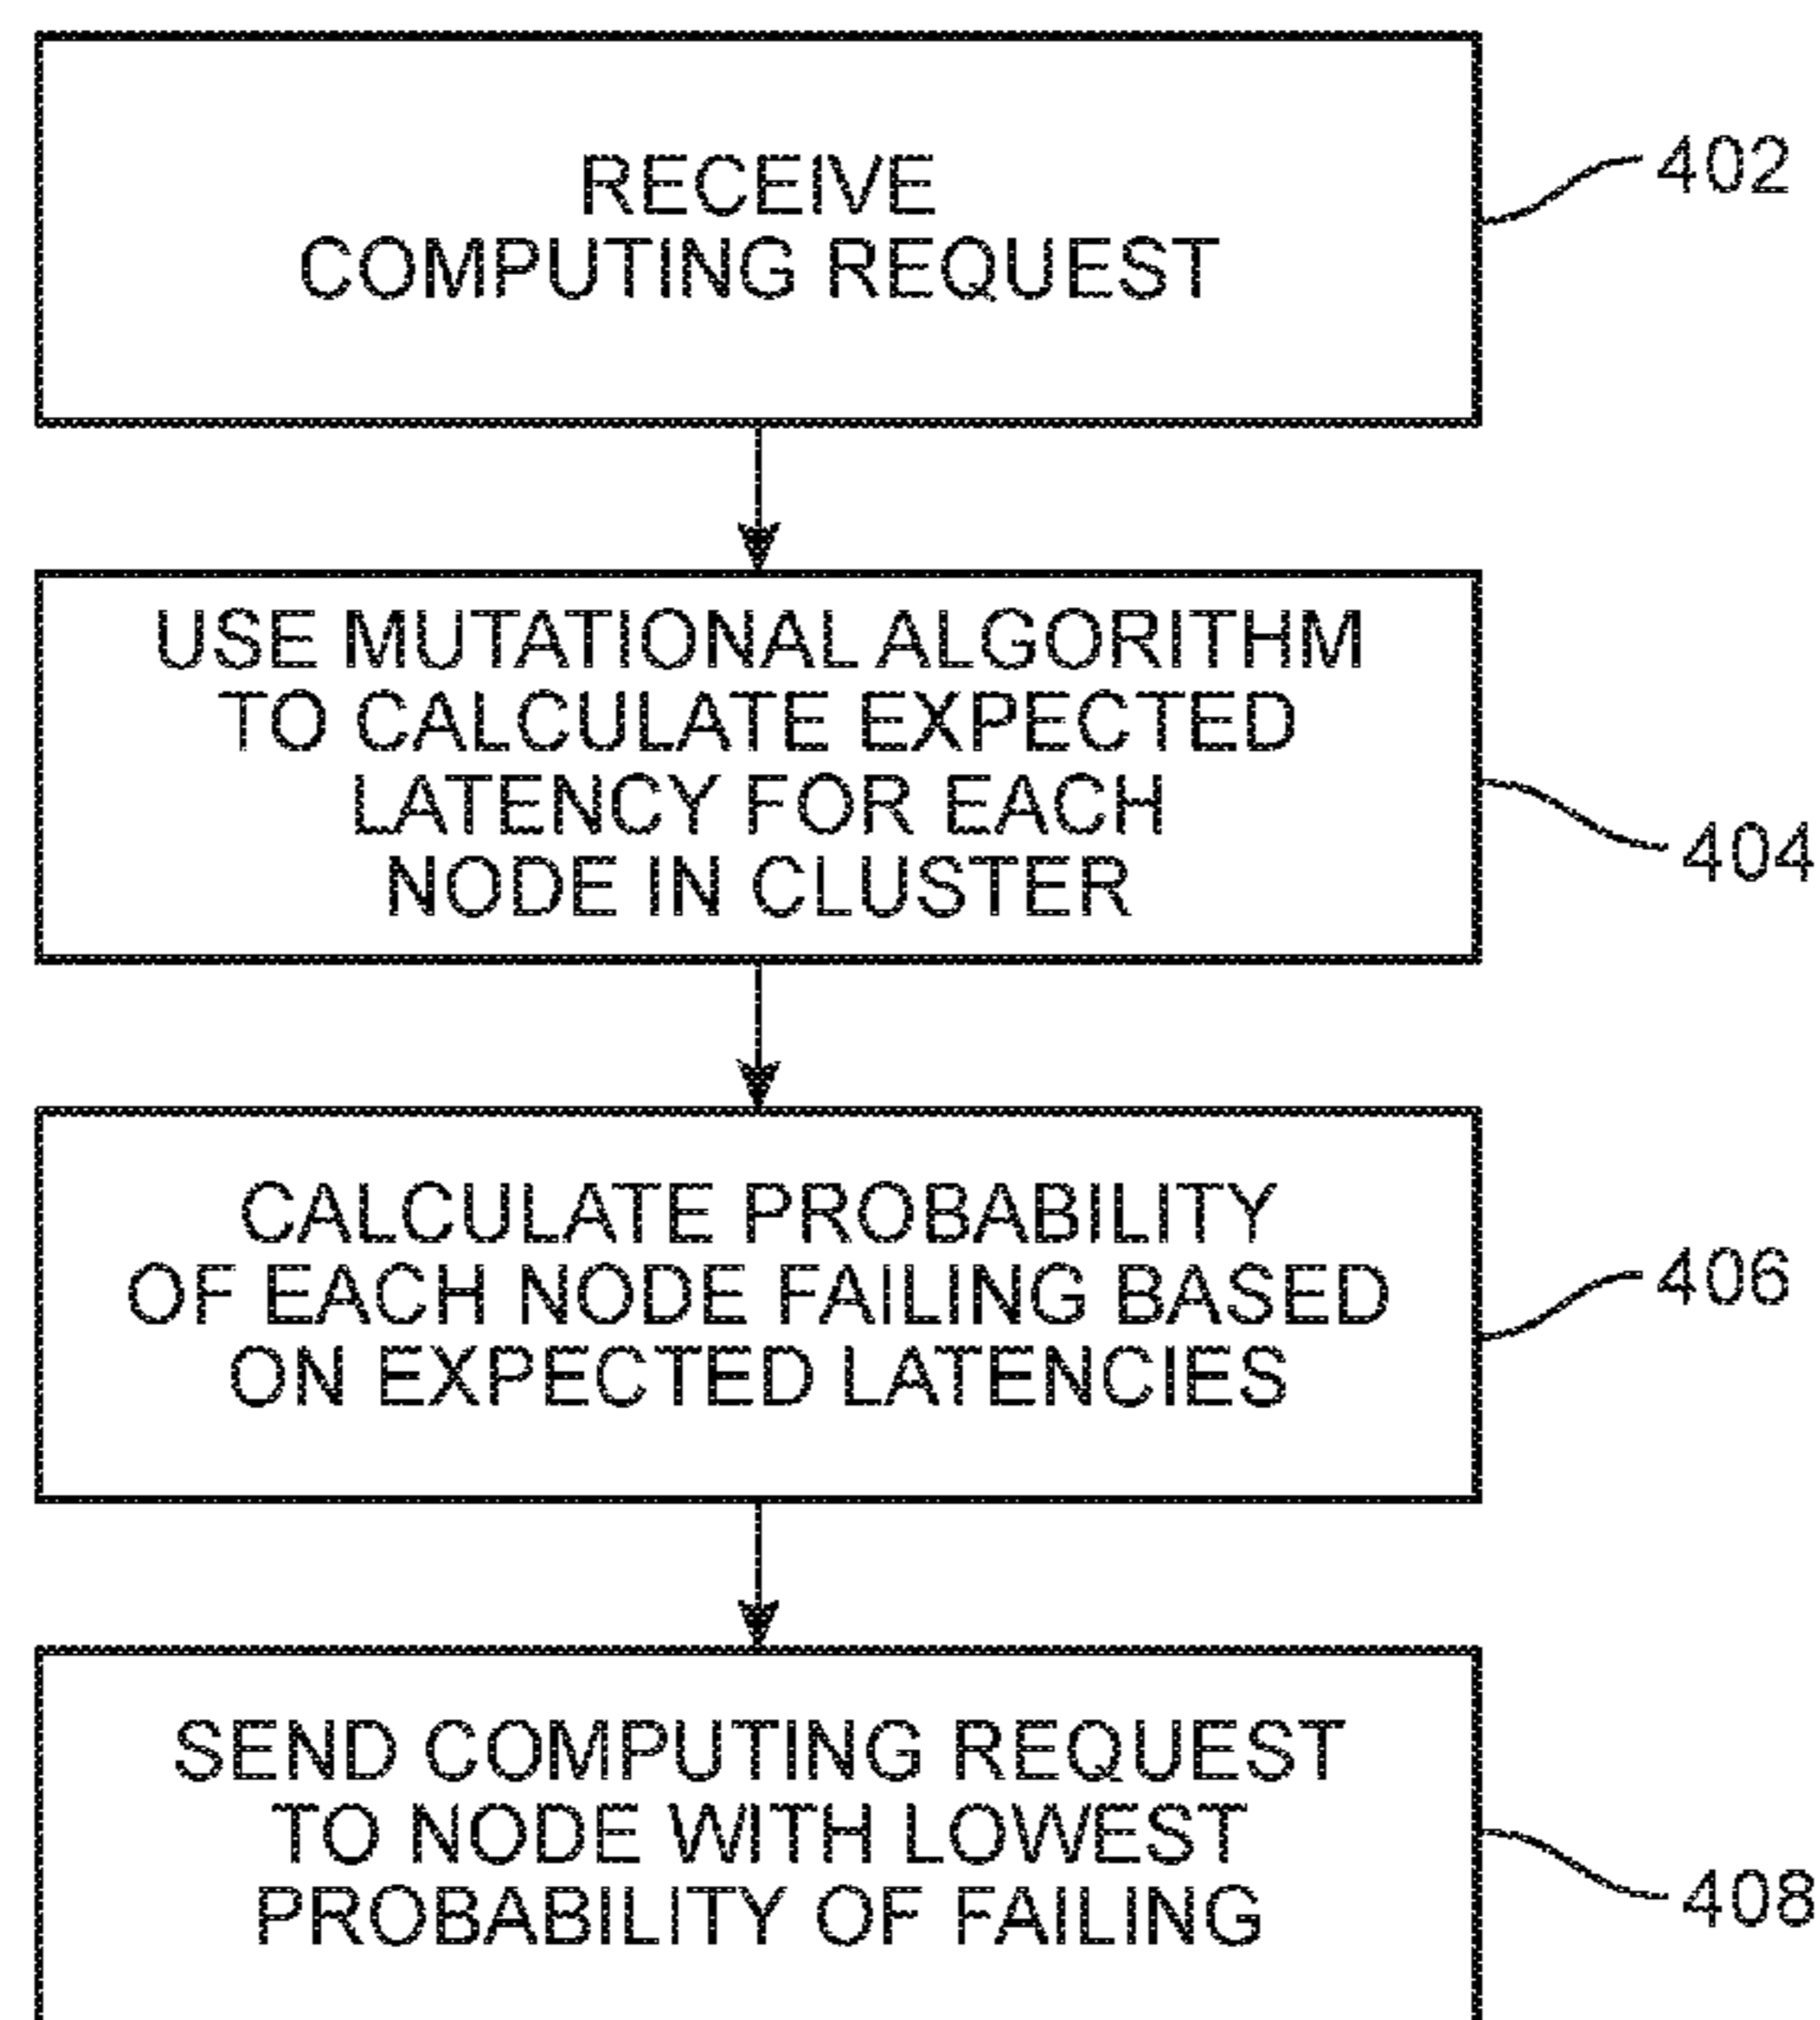 RECEIVE
COMPUTING REQUEST
402
USE MUTATIONAL ALGORITHM
TO CALCULATE EXPECTED
LATENCY FOR EACH
NODE IN CLUSTER
404
CALCULATE PROBABILITY
OF EACH NODE FAILING BASED
ON EXPECTED LATENCIES
406
SEND COMPUTING REQUEST
TO NODE WITH LOWEST
PROBABILITY OF FAILING
408